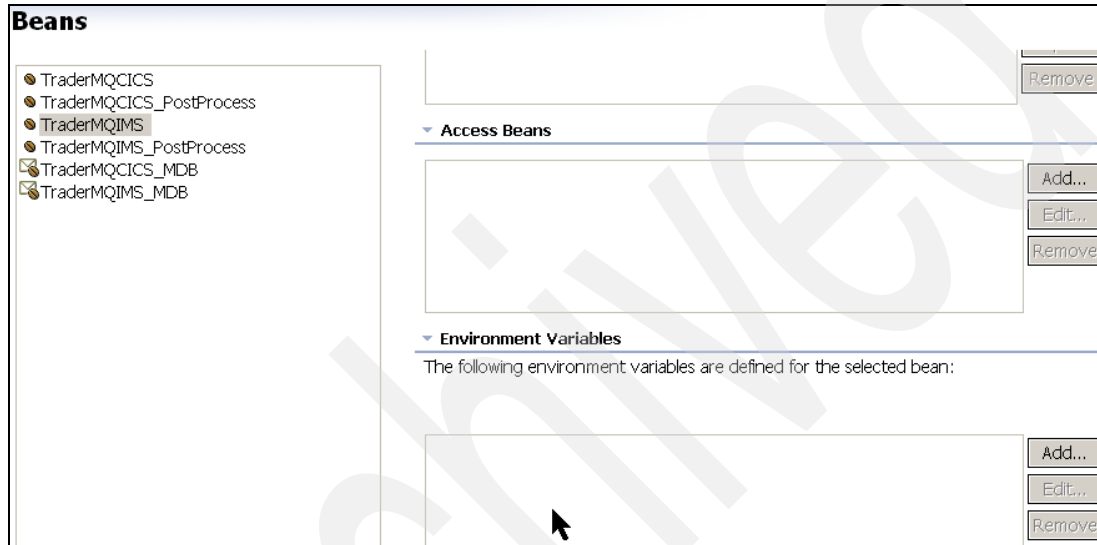 Beans
TraderMQCICS
TraderMQCICS_PostProcess
TraderMQIMS
TraderMQIMS_PostProcess
TraderMQCICS_MDB
TraderMQIMS_MDB
Remove
Access Beans
Add...
Edit...
Remove
Environment Variables
The following environment variables are defined for the selected bean:
Add...
Edit...
Remove